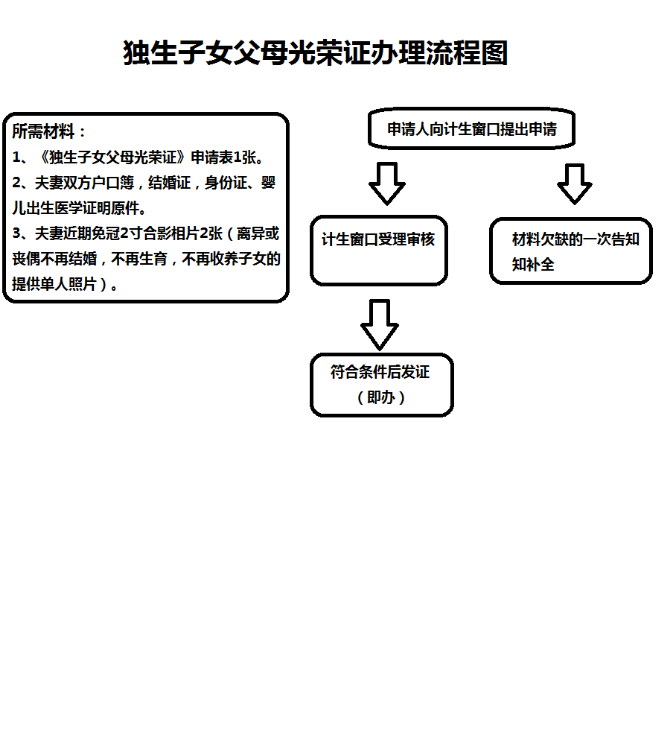 独生子女父母光荣证办理流程图
所需材料：
1、《独生子女父母光荣证》申请表1张。
2、夫妻双方户口簿，结婚证，身份证、婴
儿出生医学证明原件。
3、夫妻近期免冠2寸合影相片2张（离异或
丧偶不再结婚，不再生育，不再收养子女的
提供单人照片）。
申请人向计生窗口提出申请
计生窗口受理审核
材料欠缺的一次告知
知补全
符合条件后发证
（即办）